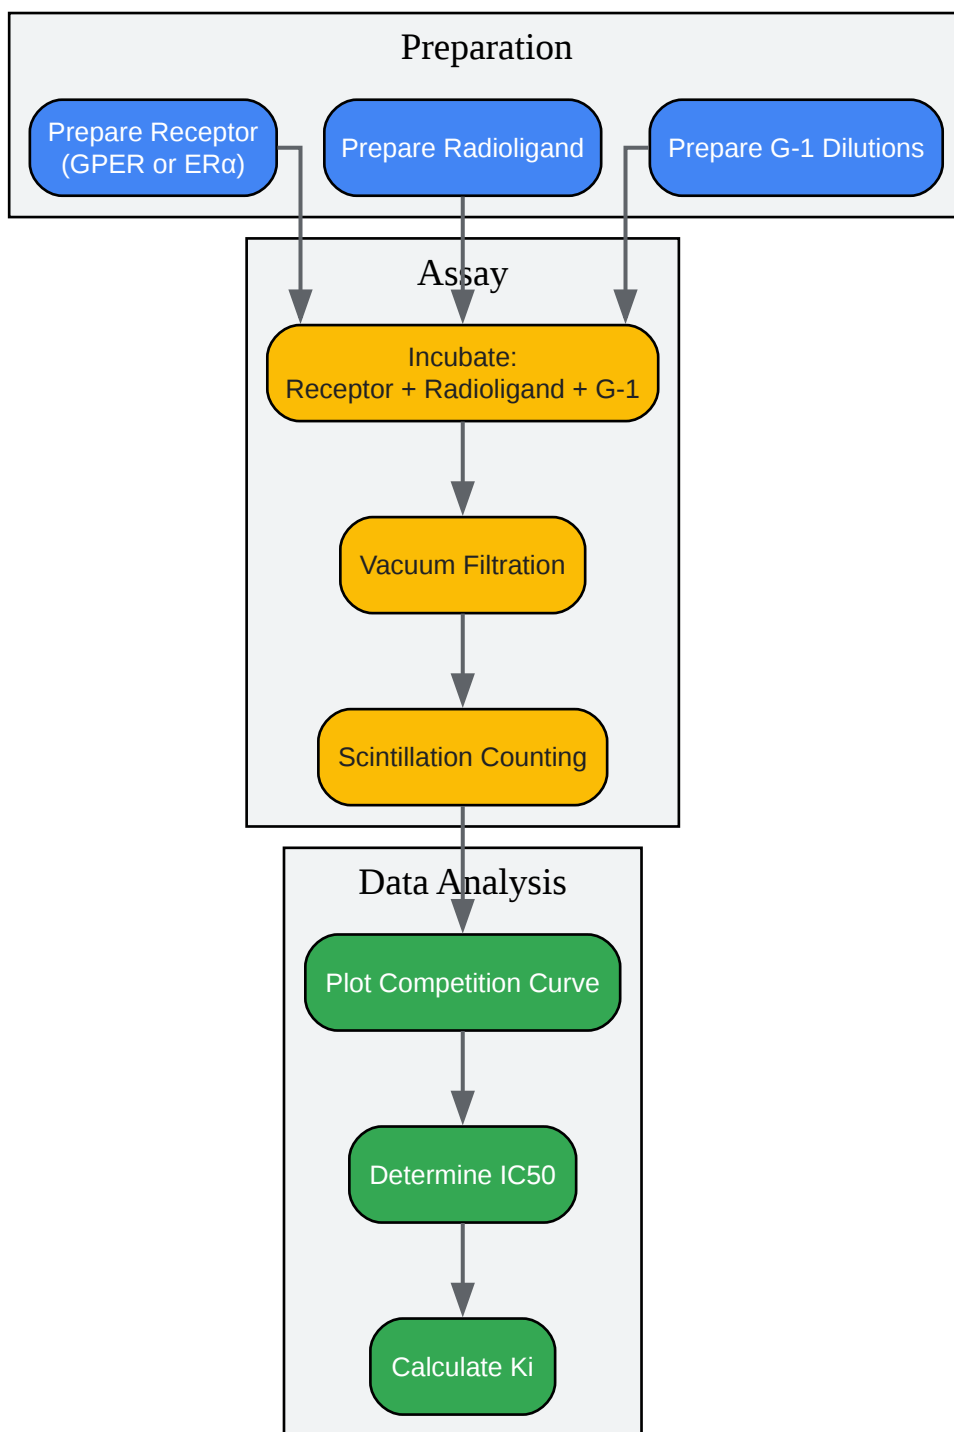 Preparation
Prepare Receptor
(GPER or ERα)
Prepare Radioligand
Prepare G-1 Dilutions
Assay
Incubate:
Receptor + Radioligand + G-1
Vacuum Filtration
Scintillation Counting
Data Analysis
Plot Competition Curve
Determine IC50
Calculate Ki